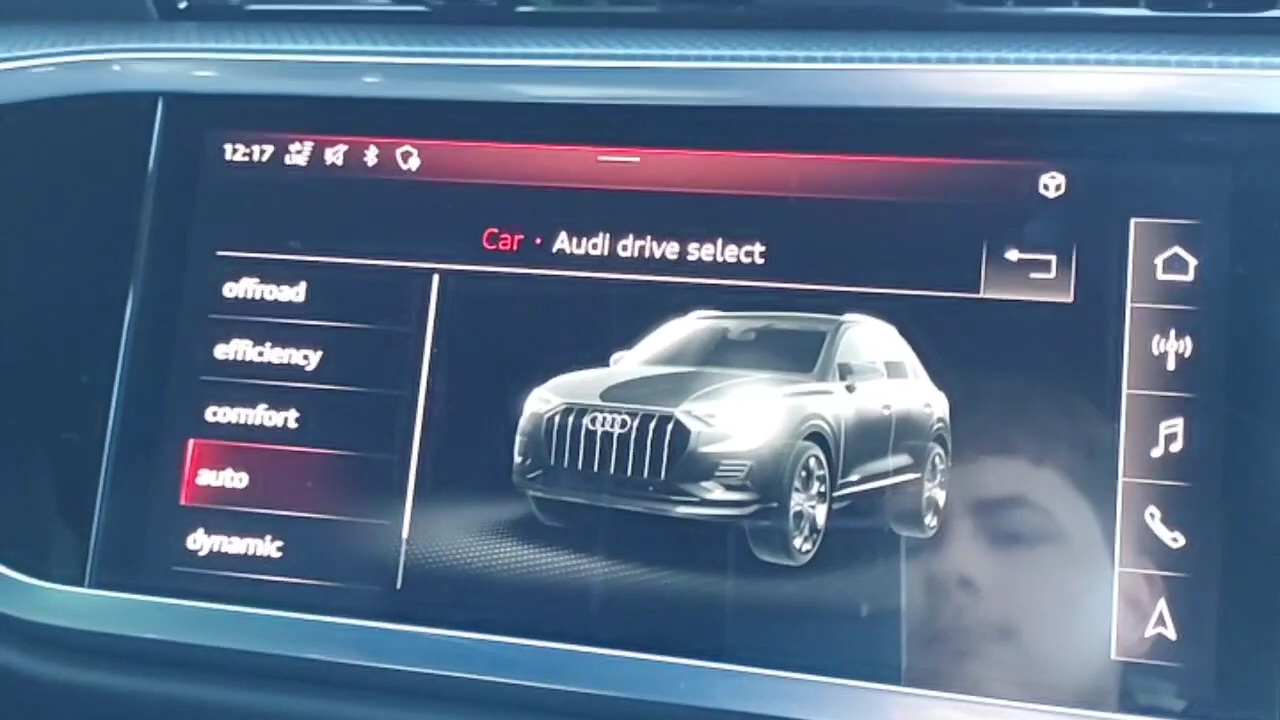 12:17
Car · Audi drive select
offroad
efficiency
comfort
auto
dynamic